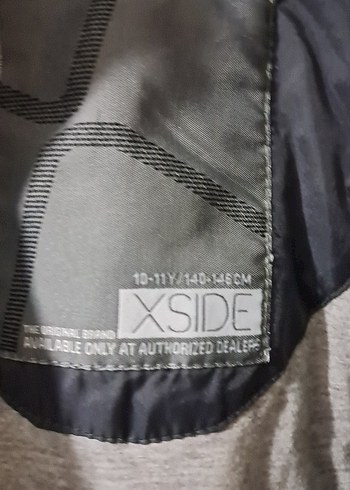 10-11Y/140-146CM
XSIDE
THE ORIGINAL BRAND
AVAILABLE ONLY AT AUTHORIZED DEALERS